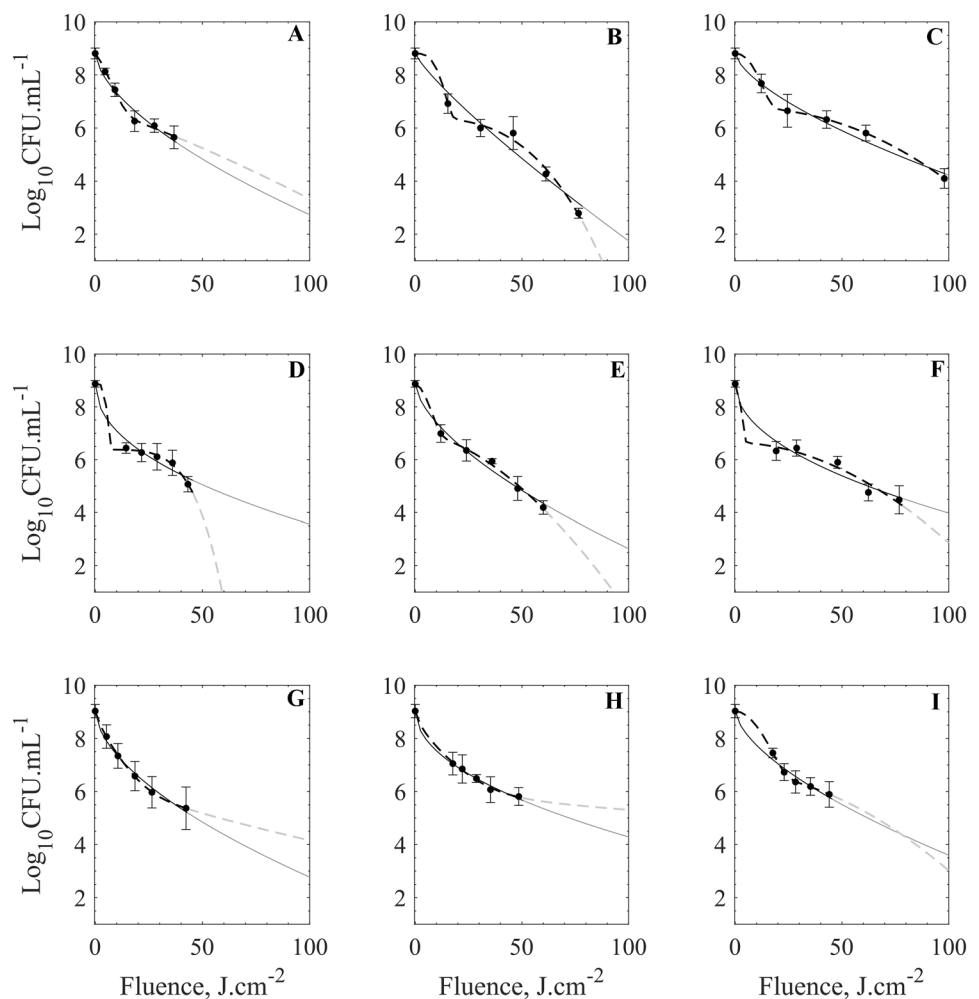 10 A 10 B 10 C
8 8 8
6 6 6
4 4 4
2 2 2
Log₁₀CFU.mL⁻¹
0 50 100 0 50 100 0 50 100
10 D 10 E 10 F
8 8 8
6 6 6
4 4 4
2 2 2
Log₁₀CFU.mL⁻¹
0 50 100 0 50 100 0 50 100
10 G 10 H 10 I
8 8 8
6 6 6
4 4 4
2 2 2
Log₁₀CFU.mL⁻¹
0 50 100 0 50 100 0 50 100
Fluence, J.cm⁻² Fluence, J.cm⁻² Fluence, J.cm⁻²